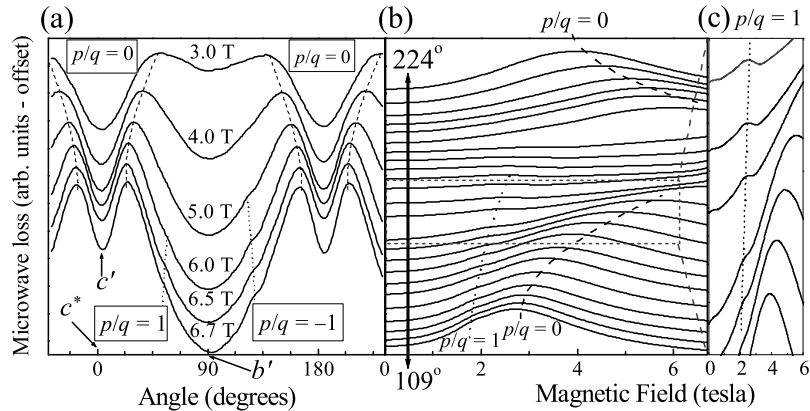 (a)
(b)
(c)
Microwave loss (arb. units - offset)
p/q = 0
3.0 T
p/q = 0
4.0 T
5.0 T
6.0 T
6.5 T
6.7 T
c'
c*
p/q = 1
p/q = –1
b'
0
90
180
Angle (degrees)
p/q = 0
224°
109°
p/q = 1
p/q = 0
0
2
4
6
Magnetic Field (tesla)
p/q = 1
0
2
4
6